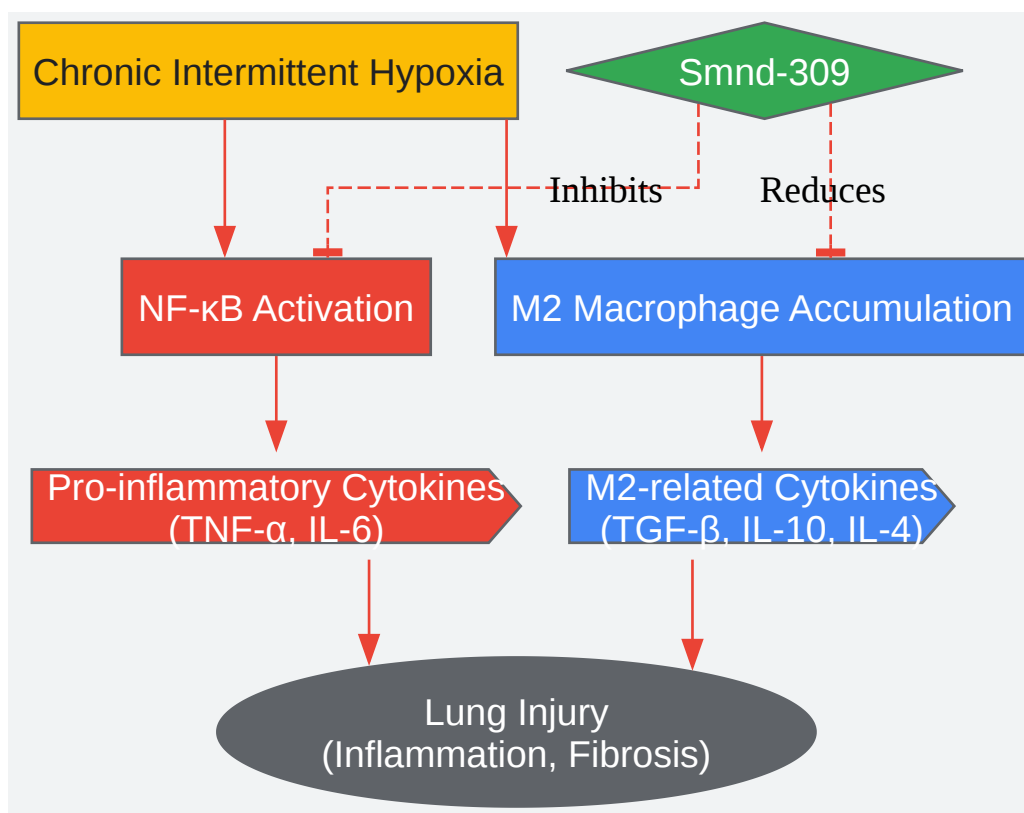 Chronic Intermittent Hypoxia
Smnd-309
Inhibits
Reduces
NF-κB Activation
M2 Macrophage Accumulation
Pro-inflammatory Cytokines
(TNF-α, IL-6)
M2-related Cytokines
(TGF-β, IL-10, IL-4)
Lung Injury
(Inflammation, Fibrosis)